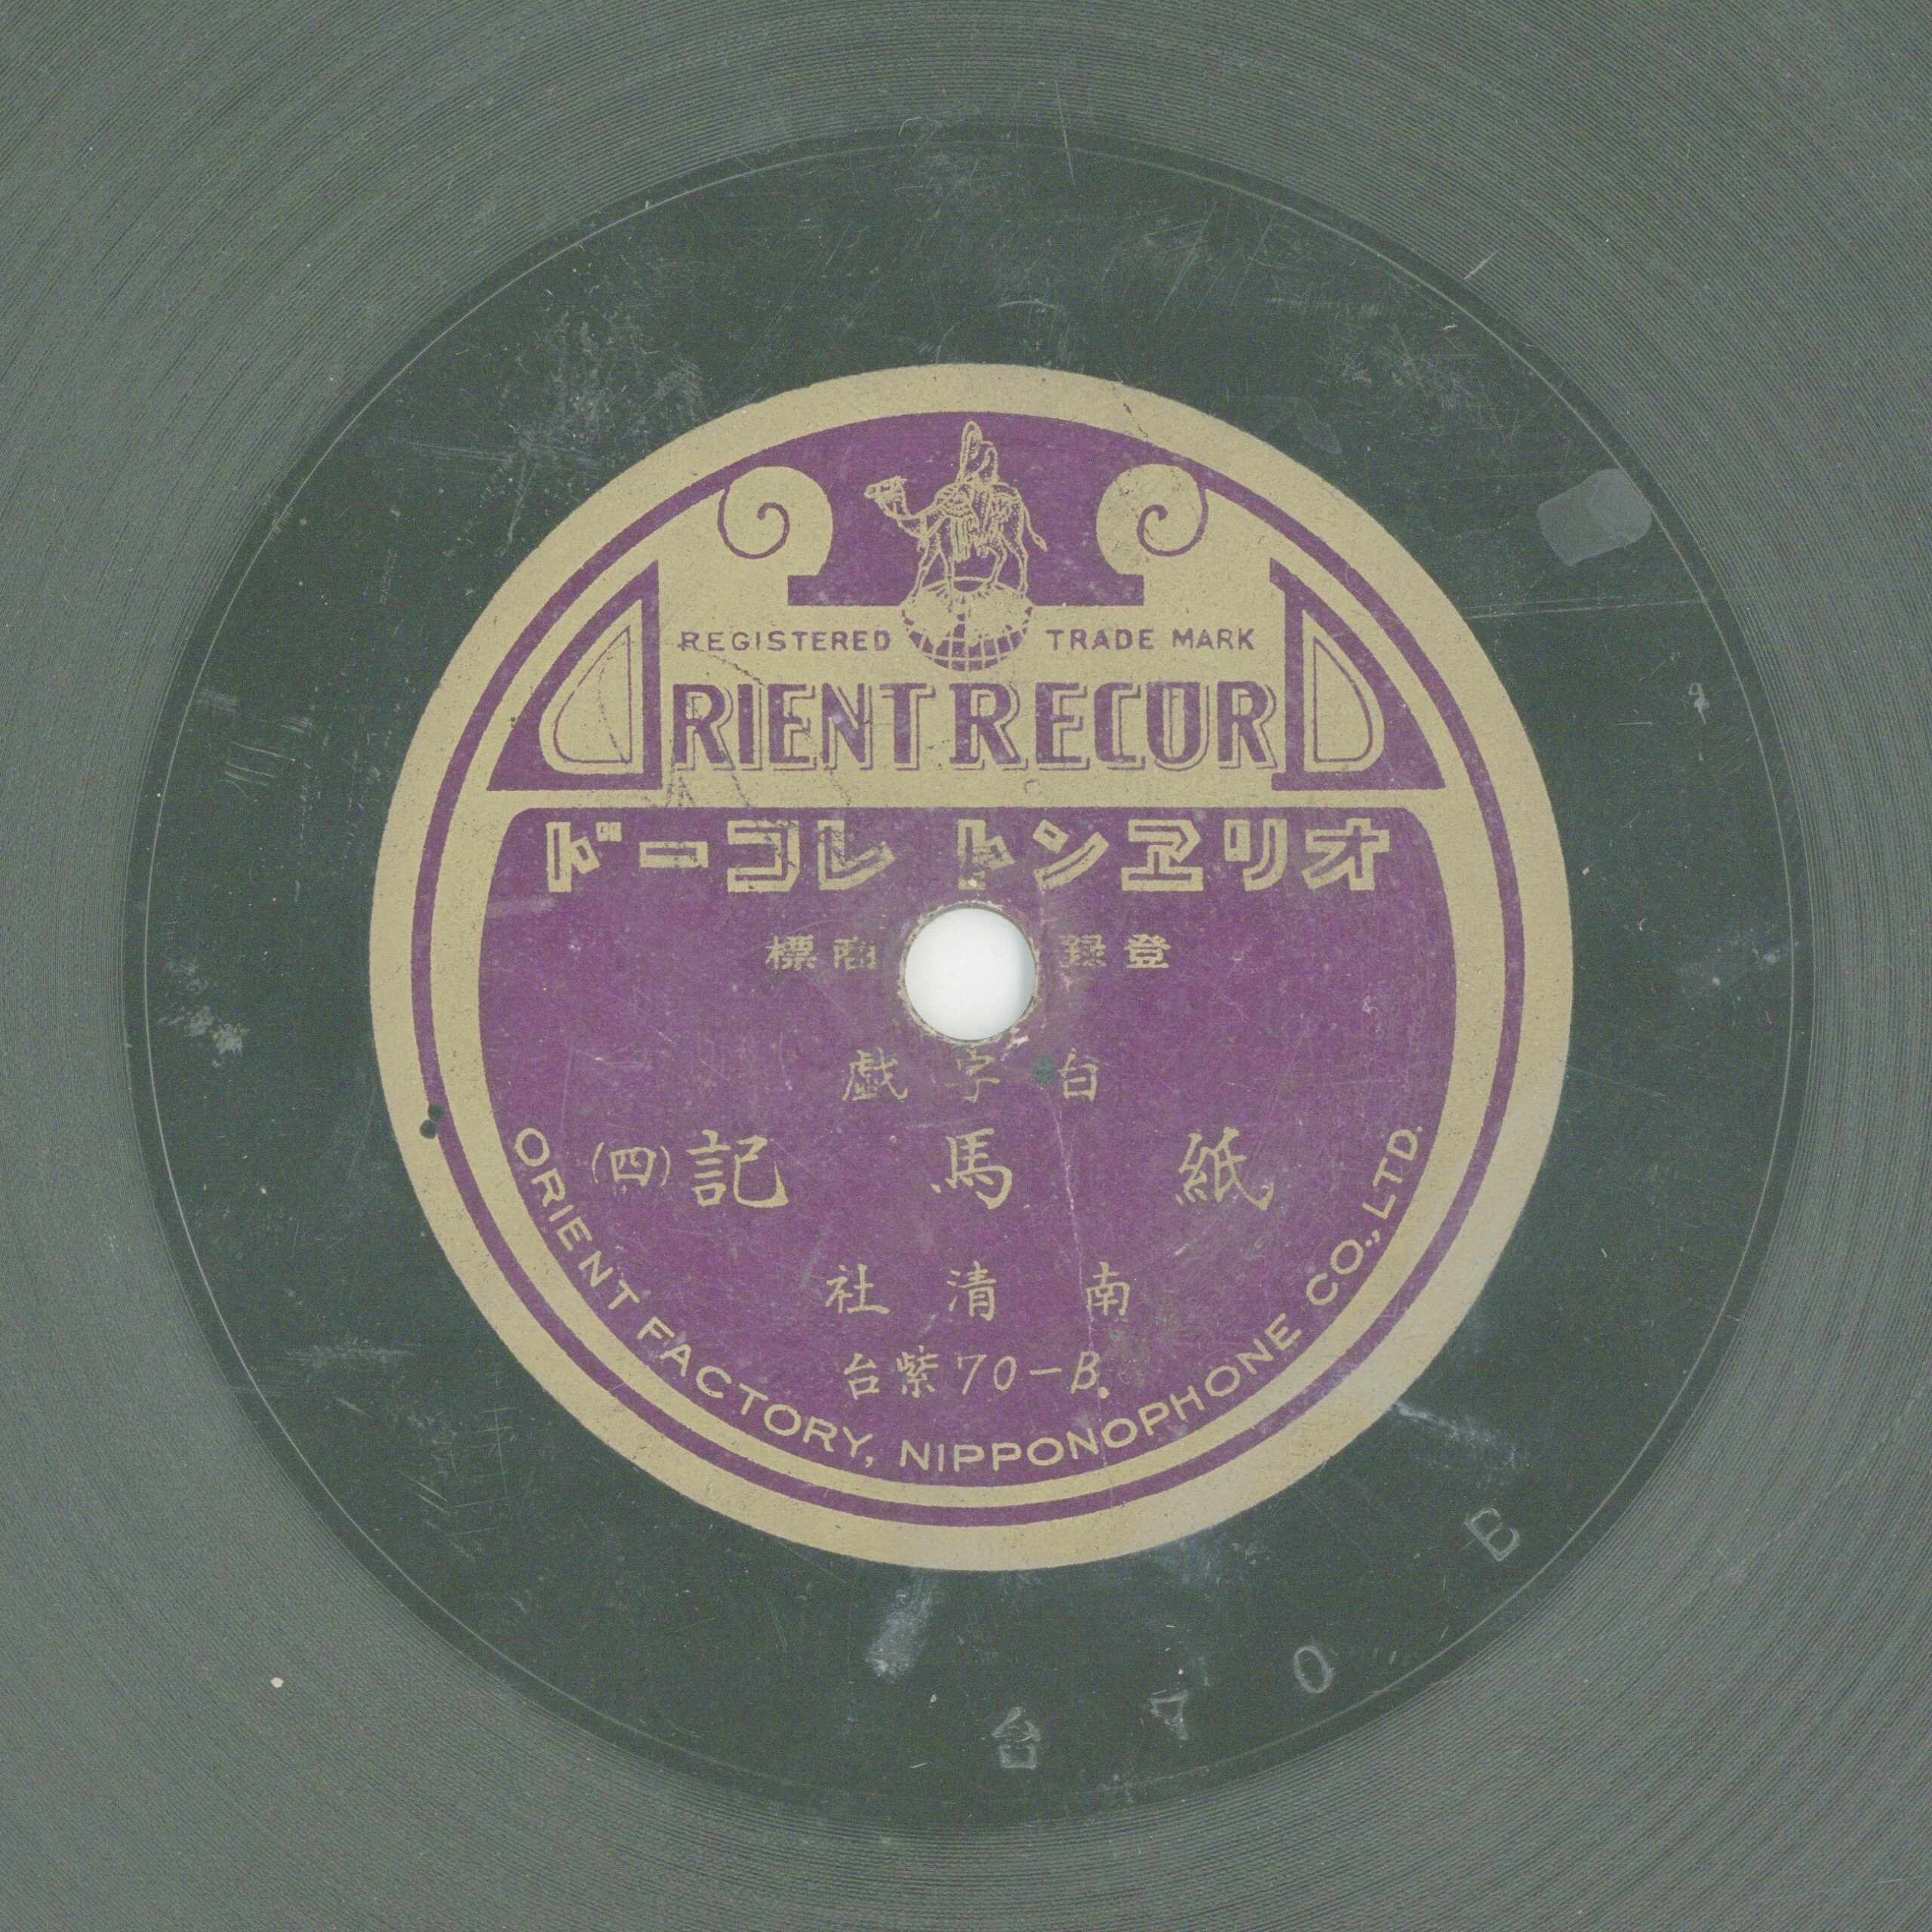 REGISTERED TRADE MARK
ORIENT RECORD
オリヱントレコード
登録商標
白字戯
紙馬記(四)
南清社
台紫70-B.
ORIENT FACTORY, NIPPONOPHONE CO., LTD.
台70B